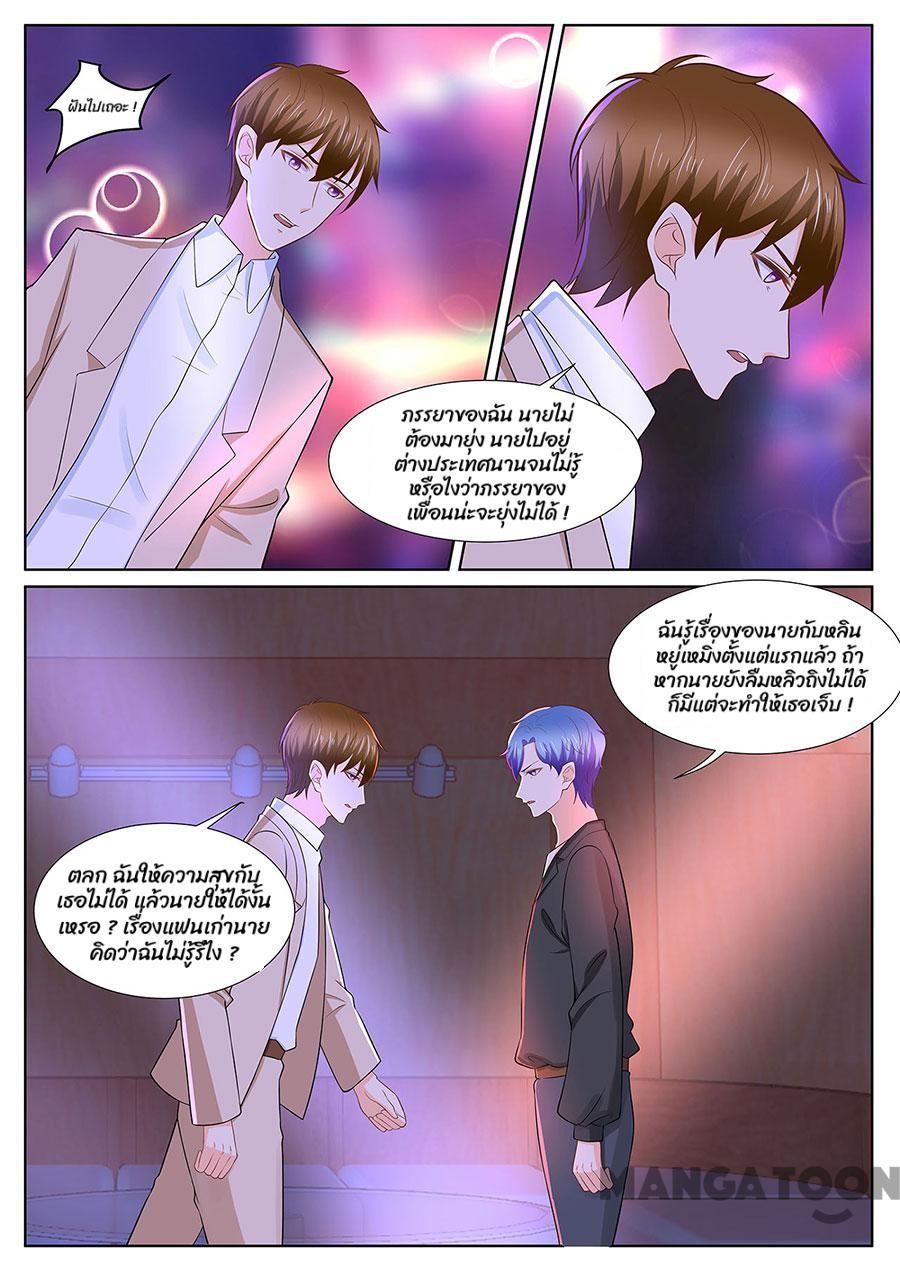 ฝันไปเถอะ !
ภรรยาของฉัน นายไม่
ต้องมายุ่ง นายไปอยู่
ต่างประเทศนานจนไม่รู้
หรือไงว่าภรรยาของ
เพื่อนน่ะจะยุ่งไม่ได้ !
ฉันรู้เรื่องของนายกับหลิน
หยู่เหมิ่งตั้งแต่แรกแล้ว ถ้า
หากนายยังลืมหลิวถิงไม่ได้
ก็มีแต่จะทำให้เธอเจ็บ !
ตลก ฉันให้ความสุขกับ
เธอไม่ได้ แล้วนายให้ได้งั้น
เหรอ ? เรื่องแฟนเก่านาย
คิดว่าฉันไม่รู้รึไง ?
MANGATOON